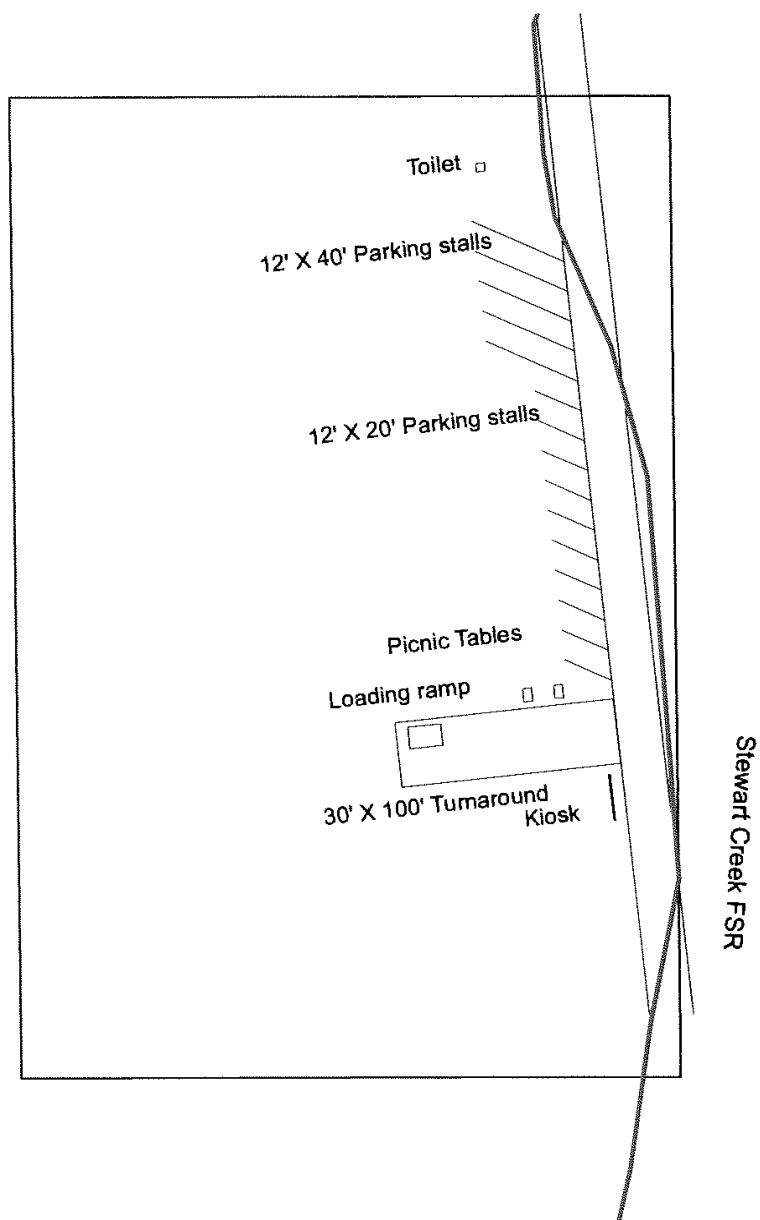 Toilet
12' X 40' Parking stalls
12' X 20' Parking stalls
Picnic Tables
Loading ramp
30' X 100' Turnaround
Kiosk
Stewart Creek FSR